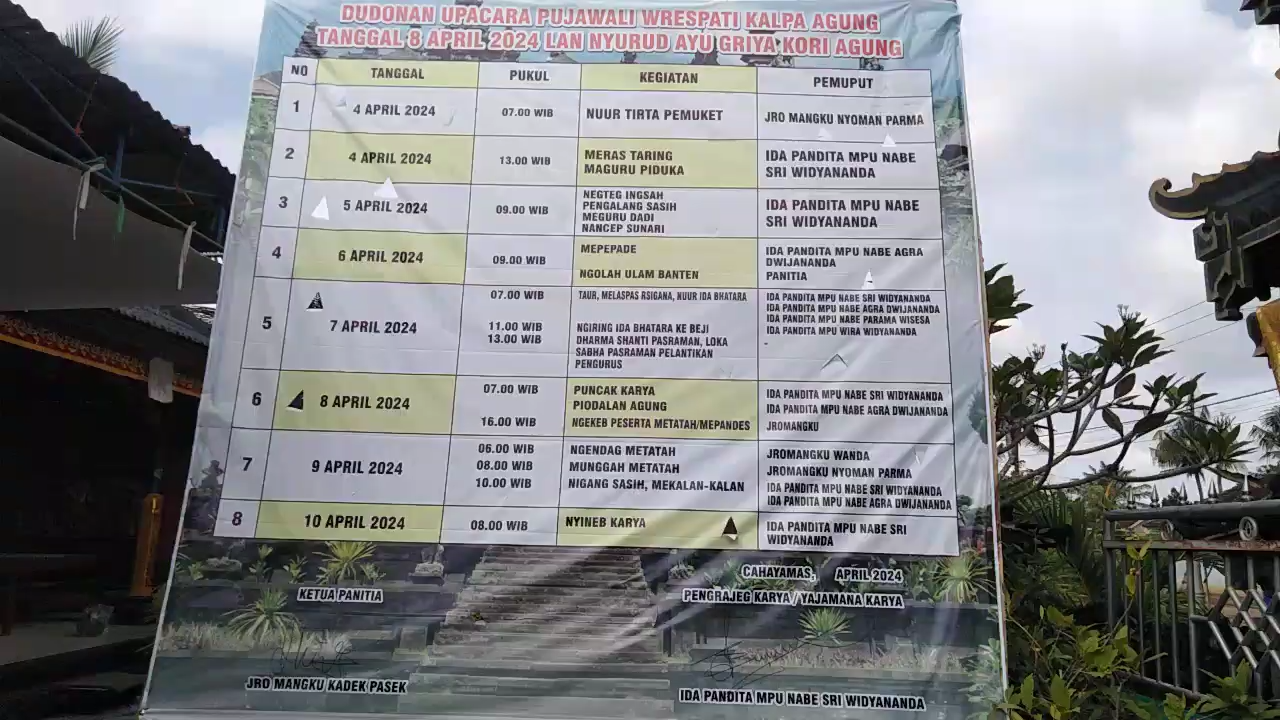 DUDONAN UPACARA PUJAWALI WRESPATI KALPA AGUNG
TANGGAL 8 APRIL 2024 LAN NYURUD AYU GRIYA KORI AGUNG
NO TANGGAL PUKUL KEGIATAN PEMUPUT
1 4 APRIL 2024 07.00 WIB NUUR TIRTA PEMUKET JRO MANGKU NYOMAN PARMA
2 4 APRIL 2024 13.00 WIB MERAS TARING IDA PANDITA MPU NABE
MAGURU PIDUKA SRI WIDYANANDA
3 5 APRIL 2024 09.00 WIB NEGTEG INGSAH IDA PANDITA MPU NABE
PENGALANG SASIH SRI WIDYANANDA
MEGURU DADI
NANCEP SUNARI
4 6 APRIL 2024 09.00 WIB MEPEPADE IDA PANDITA MPU NABE AGRA
DWIJANANDA
NGOLAH ULAM BANTEN PANITIA
5 7 APRIL 2024 07.00 WIB TAUR, MELASPAS RSIGANA, NUUR IDA BHATARA IDA PANDITA MPU NABE SRI WIDYANANDA
IDA PANDITA MPU NABE AGRA DWIJANANDA
IDA PANDITA MPU NABE PARAMA WISESA
11.00 WIB NGIRING IDA BHATARA KE BEJI IDA PANDITA MPU WIRA WIDYANANDA
13.00 WIB DHARMA SHANTI PASRAMAN, LOKA -
SABHA PASRAMAN PELANTIKAN
PENGURUS
6 8 APRIL 2024 07.00 WIB PUNCAK KARYA IDA PANDITA MPU NABE SRI WIDYANANDA
PIODALAN AGUNG IDA PANDITA MPU NABE AGRA DWIJANANDA
16.00 WIB NGEKEB PESERTA METATAH/MEPANDES JROMANGKU
7 9 APRIL 2024 06.00 WIB NGENDAG METATAH JROMANGKU WANDA
08.00 WIB MUNGGAH METATAH JROMANGKU NYOMAN PARMA
10.00 WIB NIGANG SASIH, MEKALAN-KALAN IDA PANDITA MPU NABE SRI WIDYANANDA
IDA PANDITA MPU NABE AGRA DWIJANANDA
8 10 APRIL 2024 08.00 WIB NYINEB KARYA IDA PANDITA MPU NABE SRI
WIDYANANDA
CAHAYAMAS, APRIL 2024
KETUA PANITIA PENGRAJEG KARYA / YAJAMANA KARYA
JRO MANGKU KADEK PASEK IDA PANDITA MPU NABE SRI WIDYANANDA